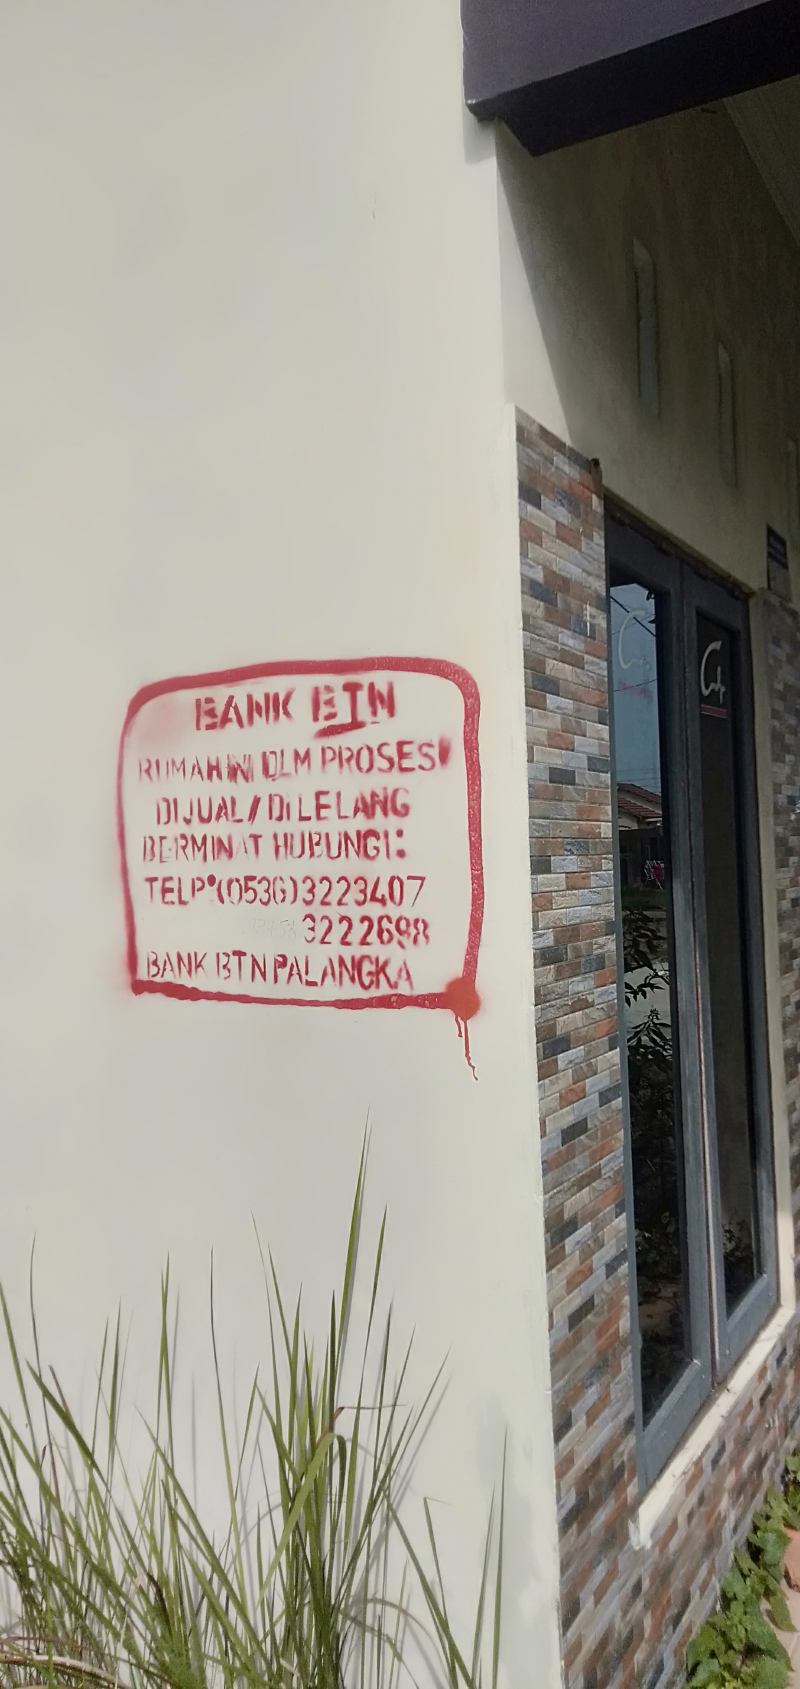 BANK BTN
RUMAH INI DLM PROSES
DIJUAL/DILELANG
BERMINAT HUBUNGI:
TELP:(0536)3223407
3222698
BANK BTN PALANGKA